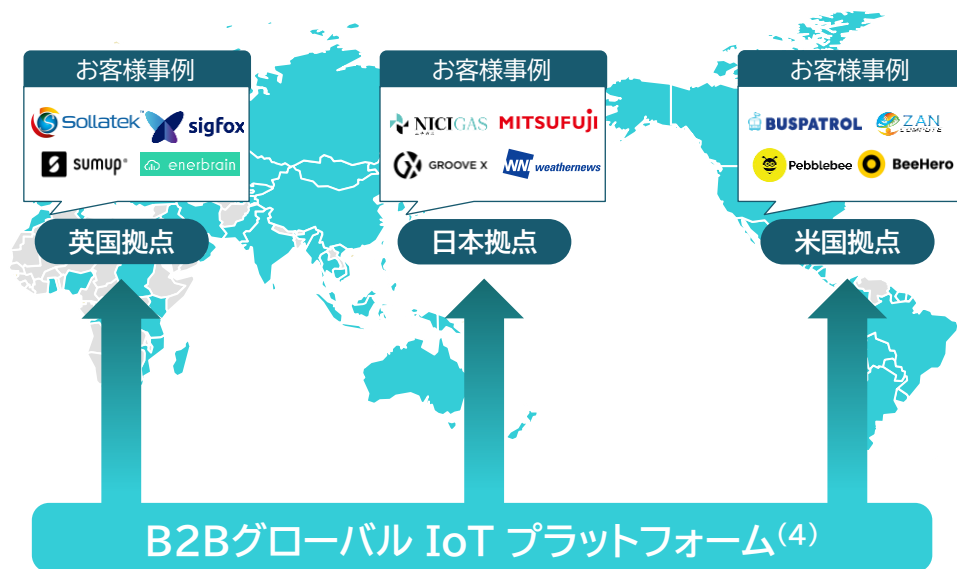 お客様事例
Sollatek
sigfox
sumup®
enerbrain
英国拠点
お客様事例
NICIGAS
MITSUFUJI
GROOVE X
WNI weathernews
日本拠点
お客様事例
BUSPATROL
ZAN
Pebblebee
BeeHero
米国拠点
B2Bグローバル IoT プラットフォーム(4)